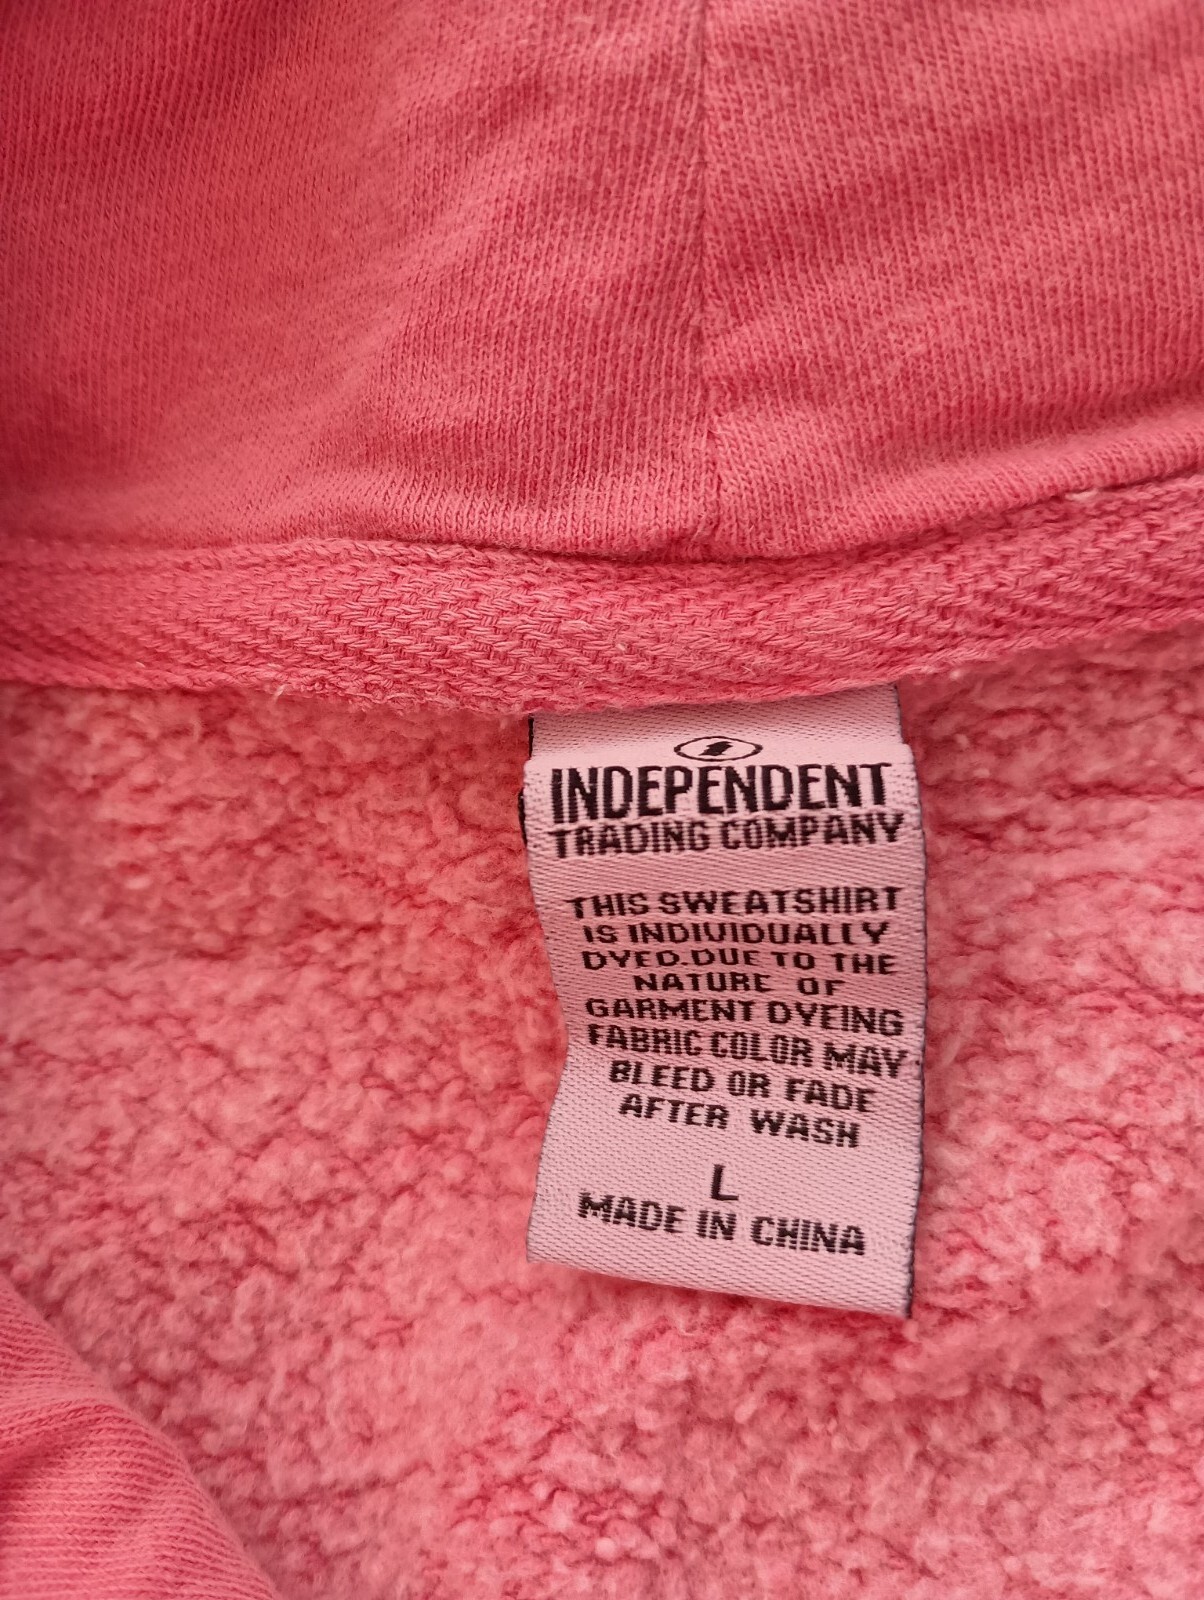 INDEPENDENT
TRADING COMPANY
THIS SWEATSHIRT
IS INDIVIDUALLY
DYED.DUE TO THE
NATURE OF
GARMENT DYEING
FABRIC COLOR MAY
BLEED OR FADE
AFTER WASH
L
MADE IN CHINA